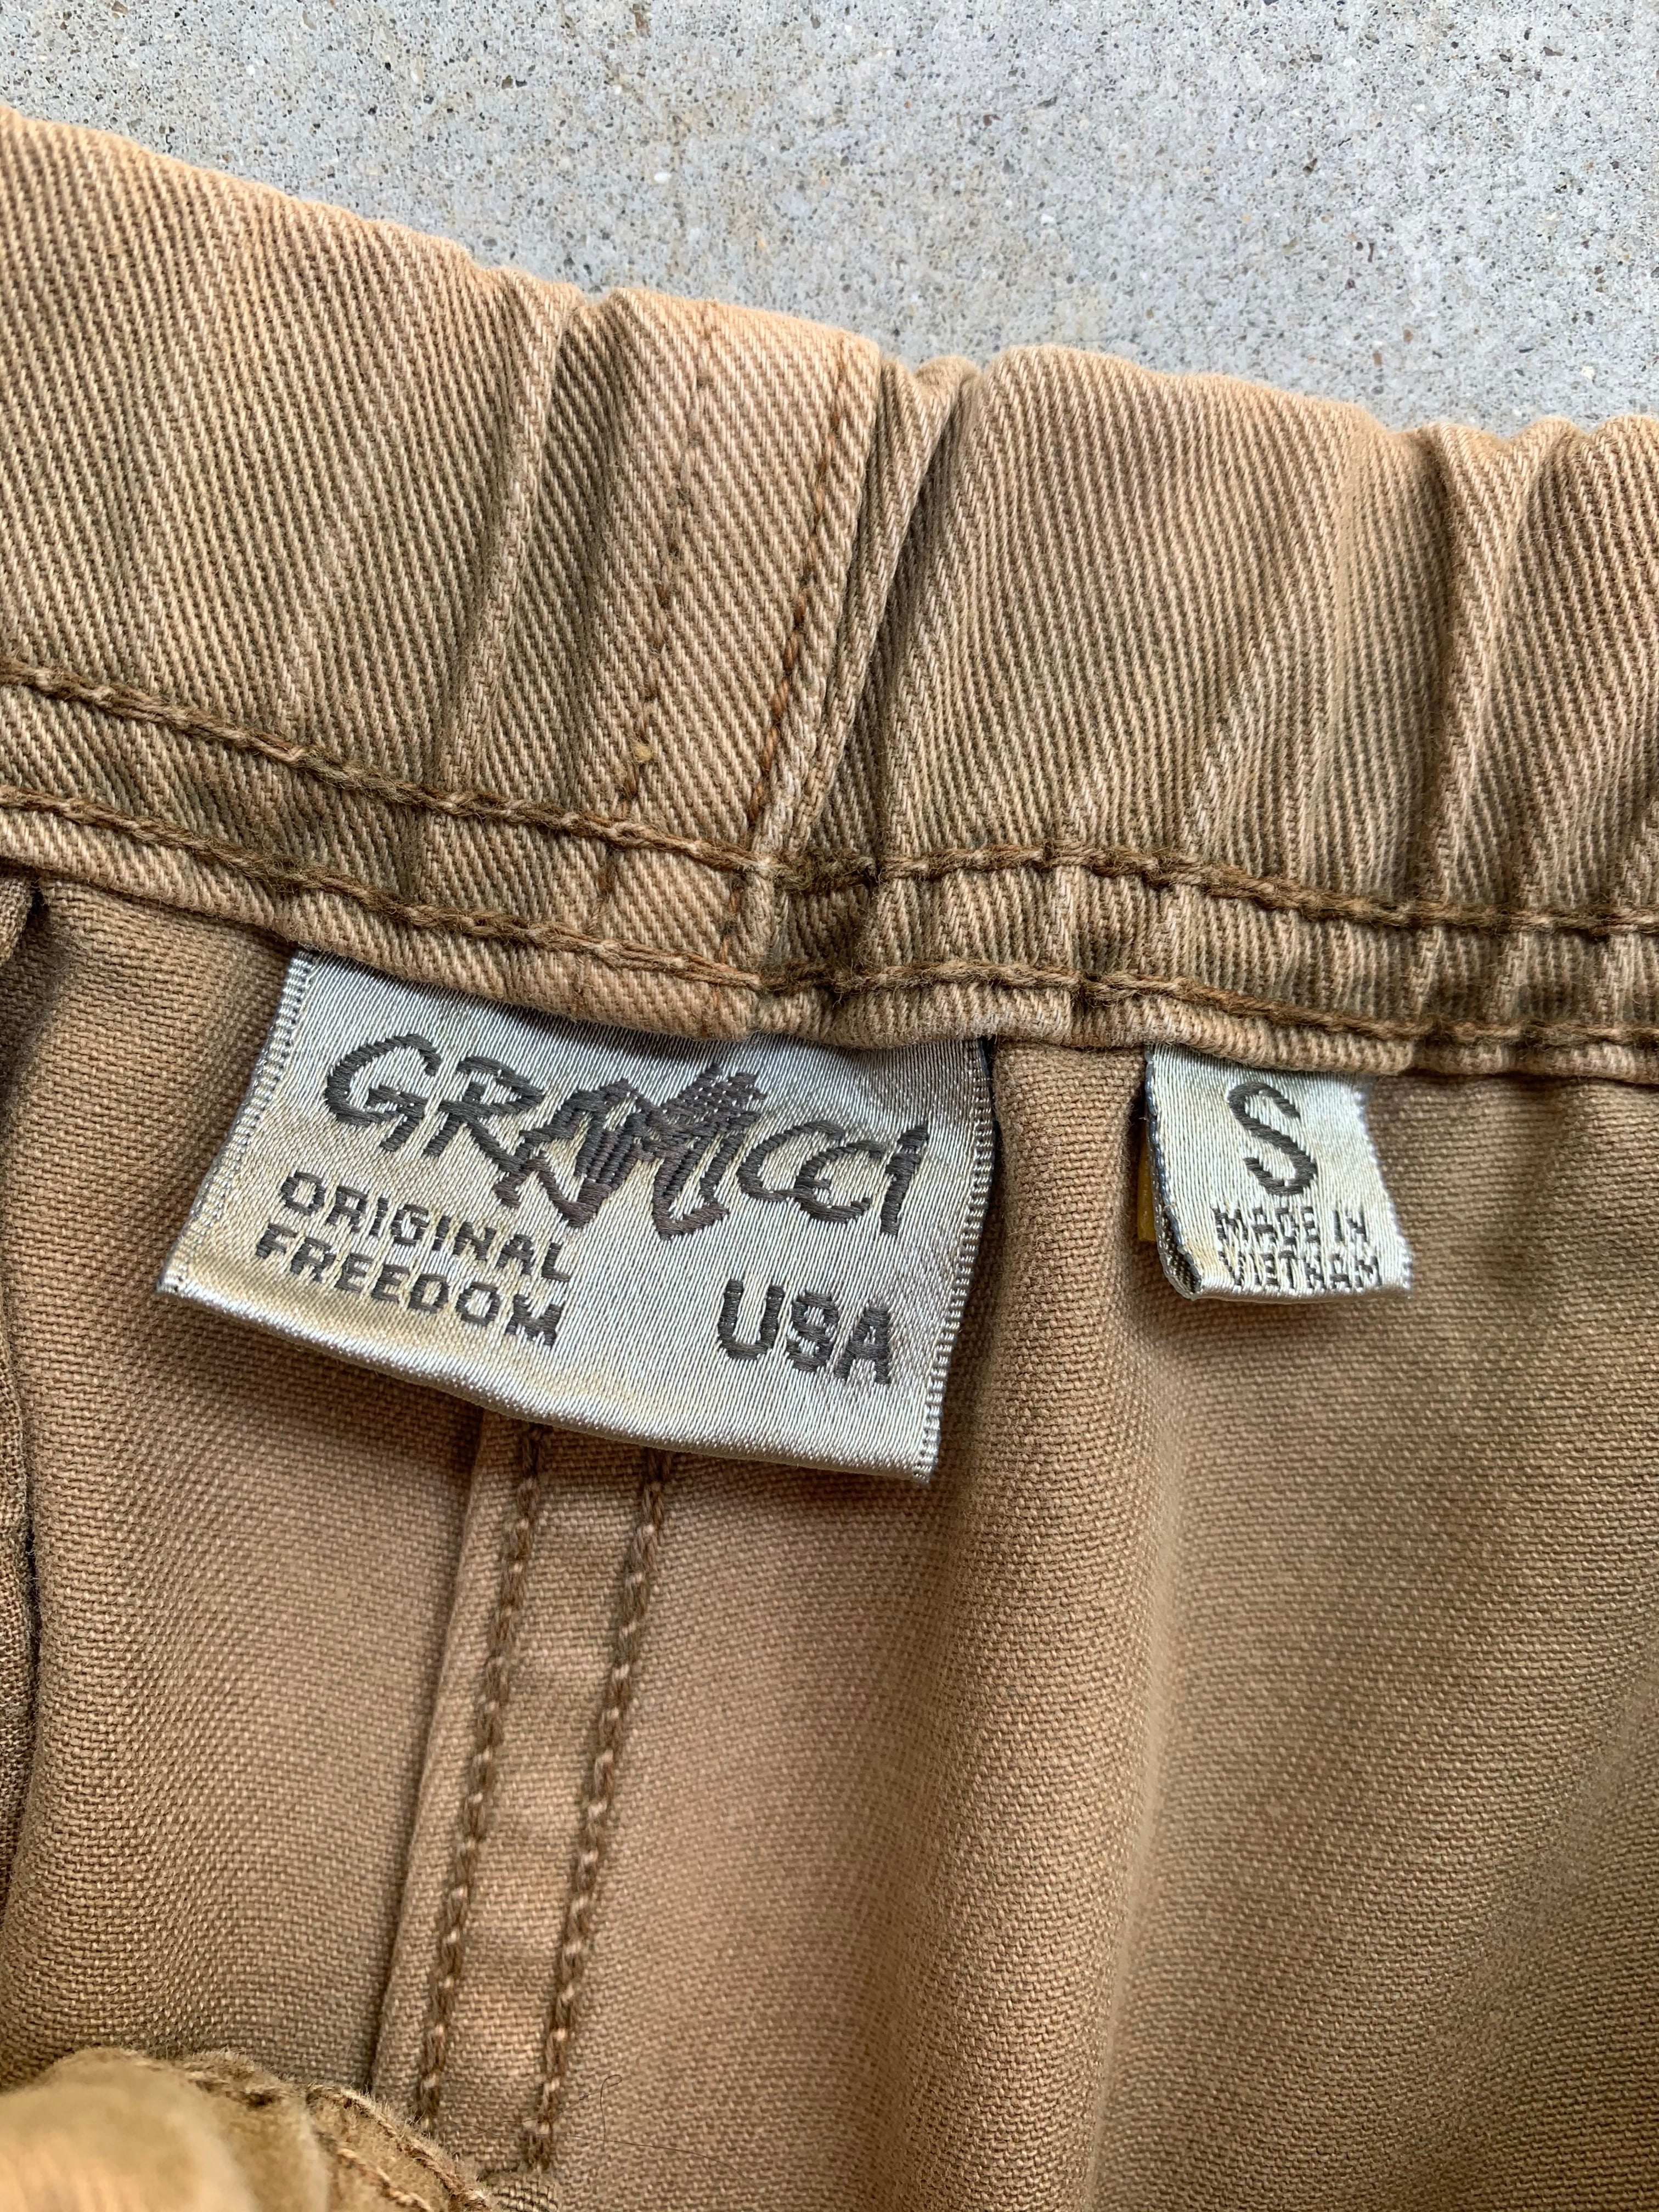 GRAMICCI
ORIGINAL
FREEDOM
USA
S
MADE IN
VIETNAM